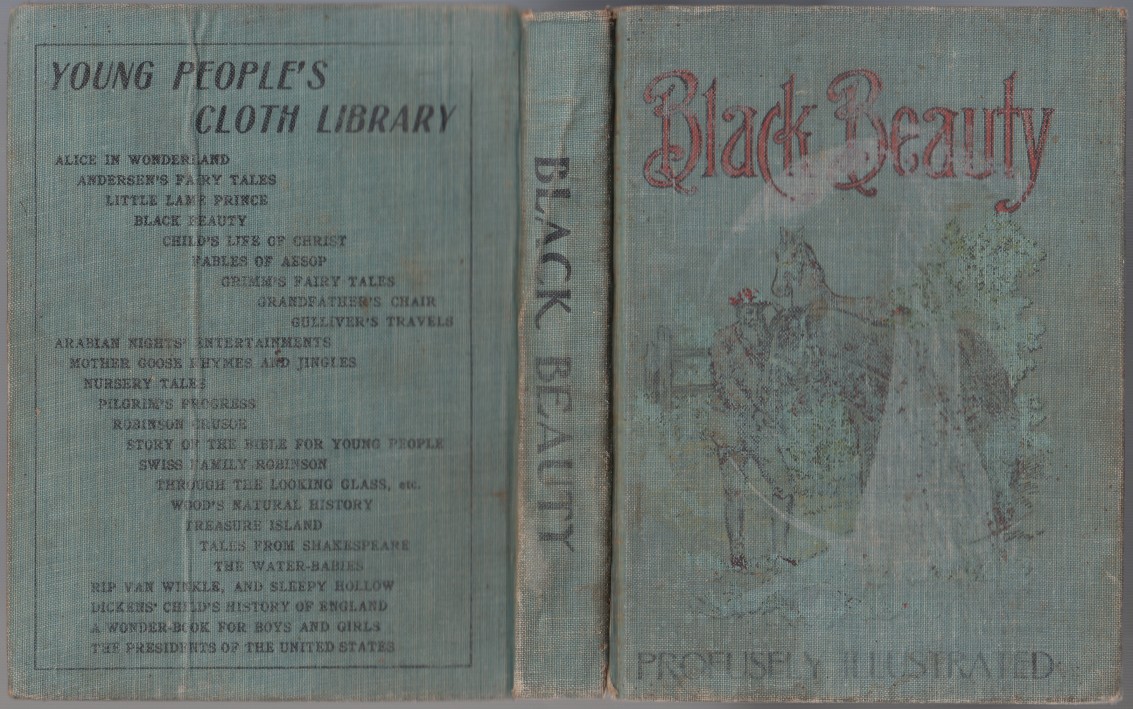 YOUNG PEOPLE'S
CLOTH LIBRARY
ALICE IN WONDERLAND
ANDERSEN'S FAIRY TALES
LITTLE LAME PRINCE
BLACK BEAUTY
CHILD'S LIFE OF CHRIST
FABLES OF AESOP
GRIMM'S FAIRY TALES
GRANDFATHER'S CHAIR
GULLIVER'S TRAVELS
ARABIAN NIGHTS' ENTERTAINMENTS
MOTHER GOOSE RHYMES AND JINGLES
NURSERY TALES
PILGRIM'S PROGRESS
ROBINSON CRUSOE
STORY OF THE BIBLE FOR YOUNG PEOPLE
SWISS FAMILY ROBINSON
THROUGH THE LOOKING GLASS, etc.
WOOD'S NATURAL HISTORY
TREASURE ISLAND
TALES FROM SHAKESPEARE
THE WATER-BABIES
RIP VAN WINKLE, AND SLEEPY HOLLOW
DICKENS' CHILD'S HISTORY OF ENGLAND
A WONDER-BOOK FOR BOYS AND GIRLS
THE PRESIDENTS OF THE UNITED STATES
BLACK BEAUTY
Black Beauty
PROFUSELY ILLUSTRATED